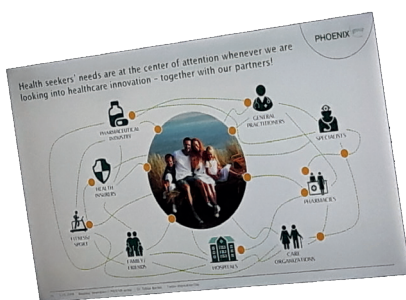 Health seekers' needs are at the center of attention whenever we are
looking into healthcare innovation - together with our partners!
PHOENIX
PHARMACEUTICAL
INDUSTRY
GENERAL
PRACTITIONERS
SPECIALISTS
HEALTH
INSURERS
PHARMACIES
FITNESS
SPORT
FAMILY/
FRIENDS
HOSPITALS
CARE
ORGANIZATIONS